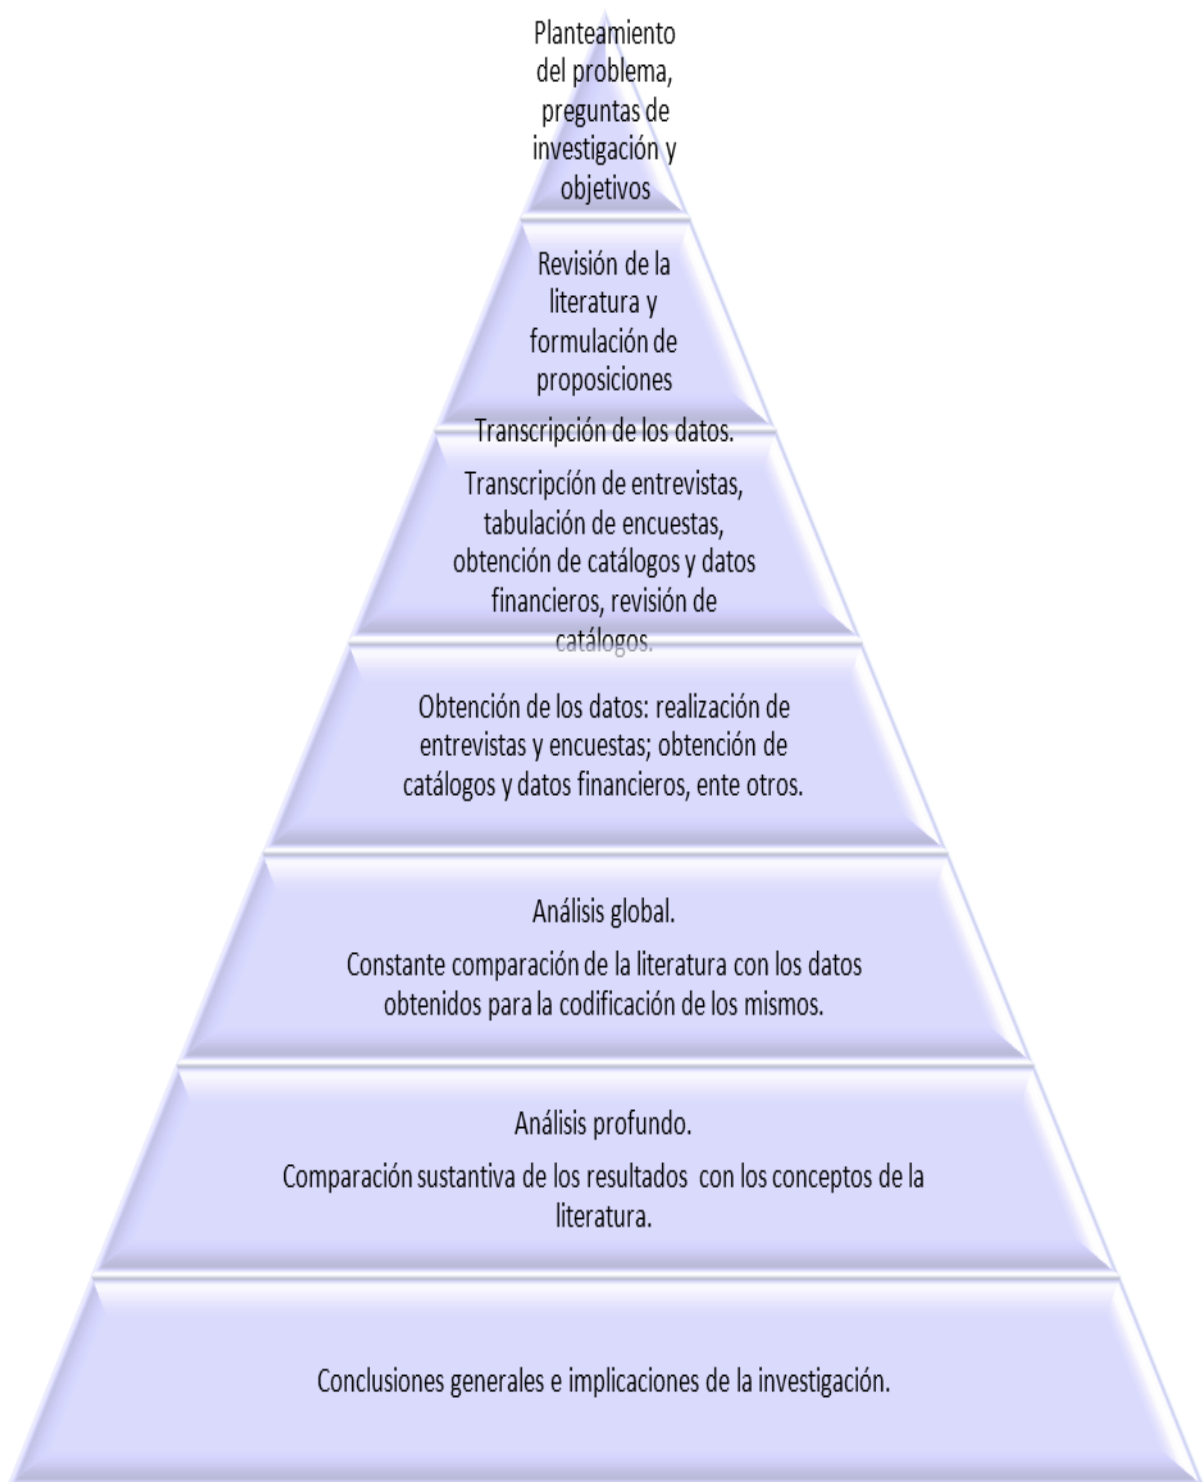 Planteamiento
del problema,
preguntas de
investigación y
objetivos
Revisión de la
literatura y
formulación de
proposiciones
Transcripción de los datos.
Transcripcíón de entrevistas,
tabulación de encuestas,
obtención de catálogos y datos
financieros, revisión de
catálogos.
Obtención de los datos: realización de
entrevistas y encuestas; obtención de
catálogos y datos financieros, ente otros.
Análisis global.
Constante comparación de la literatura con los datos
obtenidos para la codificación de los mismos.
Análisis profundo.
Comparación sustantiva de los resultados  con los conceptos de la
literatura.
Conclusiones generales e implicaciones de la investigación.